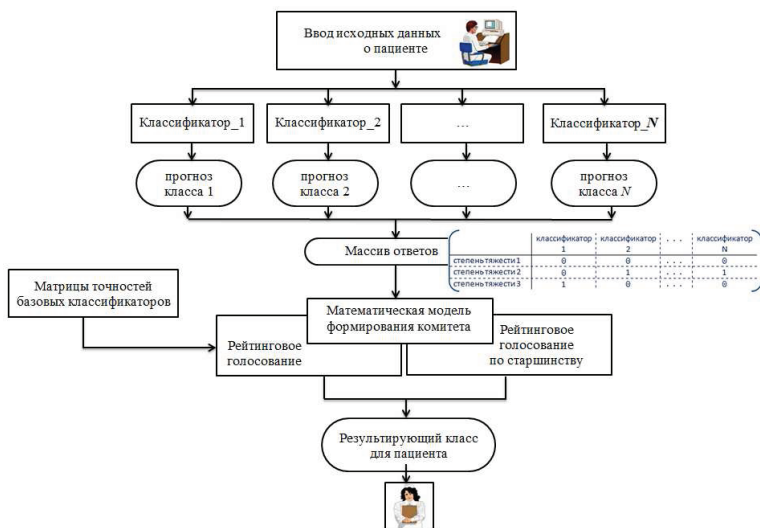 Ввод исходных данных
о пациенте
Классификатор_1
Классификатор_2
...
Классификатор_N
прогноз
класса 1
прогноз
класса 2
...
прогноз
класса N
Массив ответов
классификатор классификатор . . . классификатор
1 2 N
степень тяжести 1 0 0 ... 0
степень тяжести 2 0 1 ... 1
степень тяжести 3 1 0 ... 0
Матрицы точностей
базовых классификаторов
Математическая модель
формирования комитета
Рейтинговое
голосование
Рейтинговое
голосование
по старшинству
Результирующий класс
для пациента